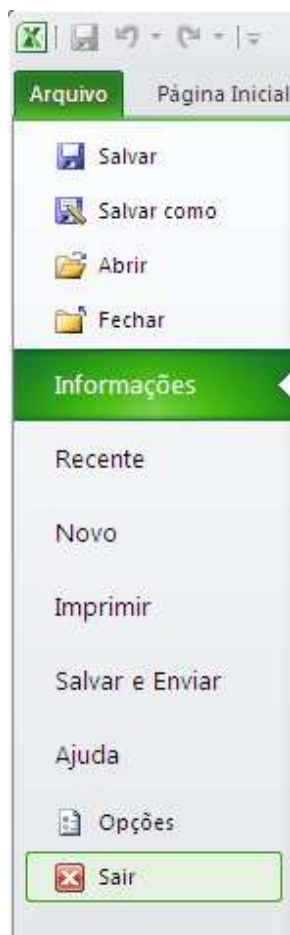 Arquivo Página Inicial
Salvar
Salvar como
Abrir
Fechar
Informações
Recente
Novo
Imprimir
Salvar e Enviar
Ajuda
Opções
Sair